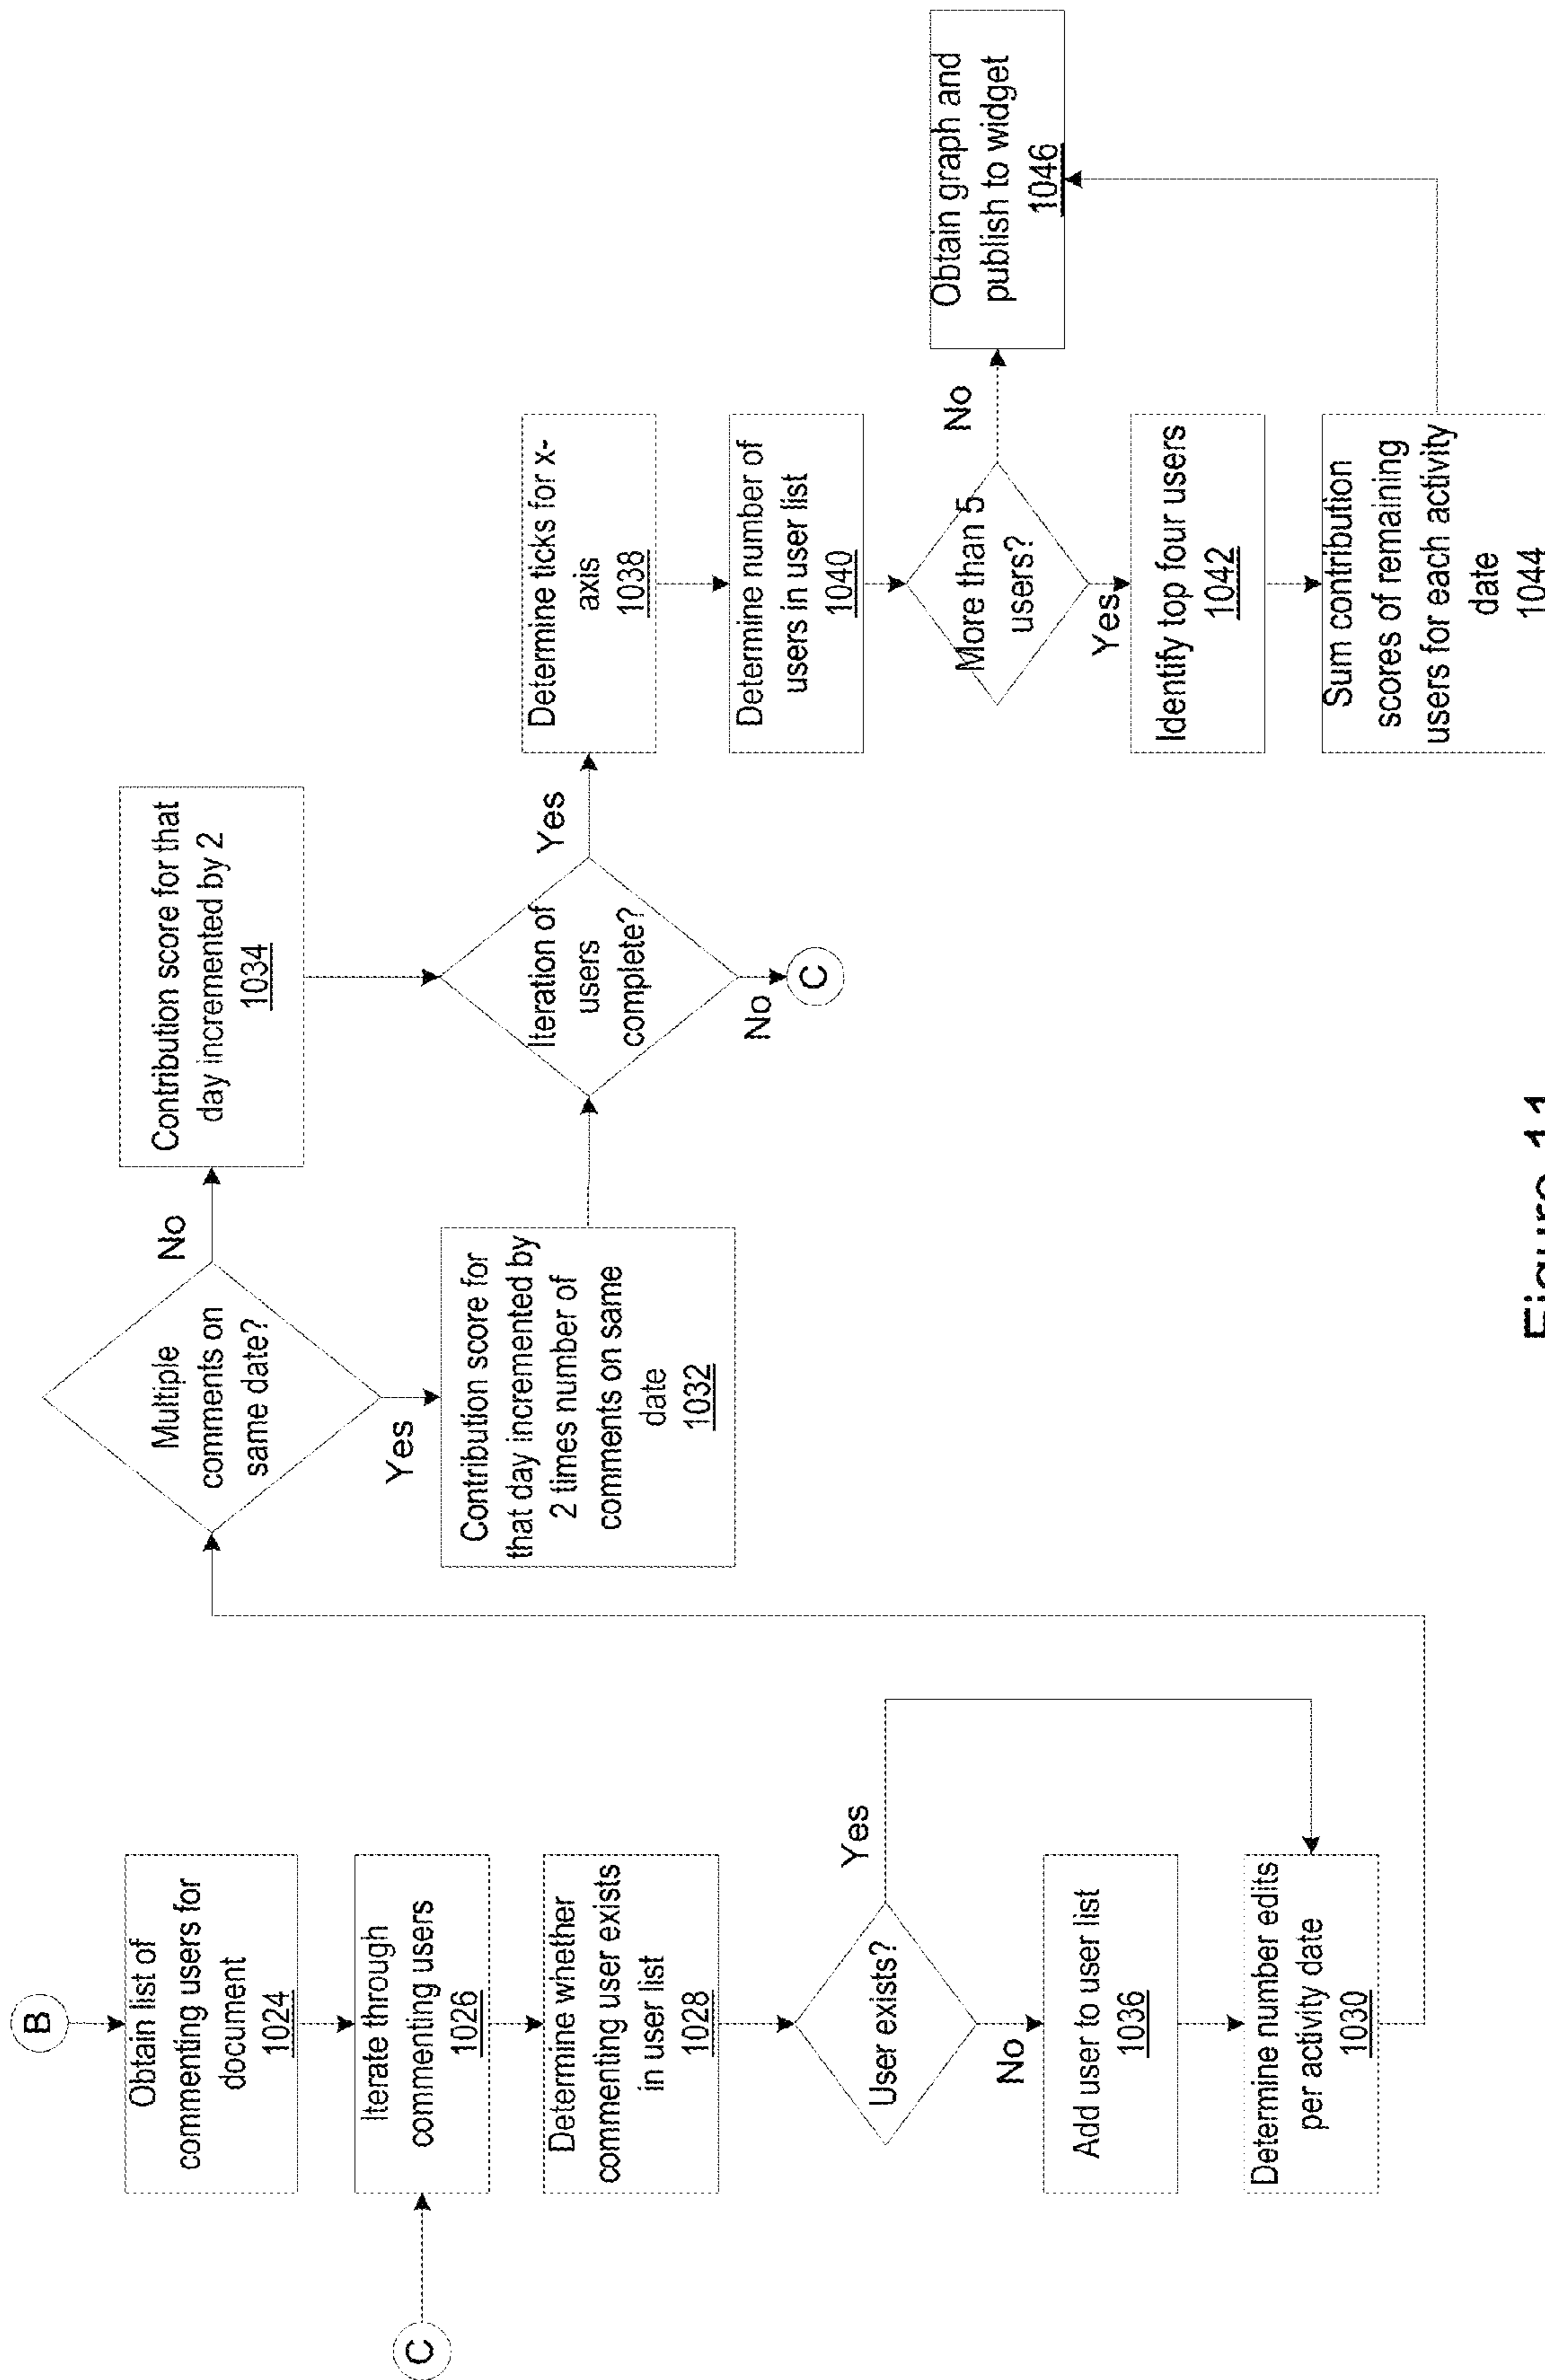 B
Obtain list of
commenting users for
document
1024
C
Iterate through
commenting users
1026
Determine whether
commenting user exists
in user list
1028
User exists?
Yes
No
Add user to user list
1036
Determine number edits
per activity date
1030
Multiple
comments on
same date?
No
Yes
Contribution score for that
day incremented by 2
1034
Contribution score for
that day incremented by
2 times number of
comments on same
date
1032
Iteration of
users
complete?
Yes
No
C
Determine ticks for x-
axis
1038
Determine number of
users in user list
1040
More than 5
users?
No
Yes
Obtain graph and
publish to widget
1046
Identify top four users
1042
Sum contribution
scores of remaining
users for each activity
date
1044
Figure 11